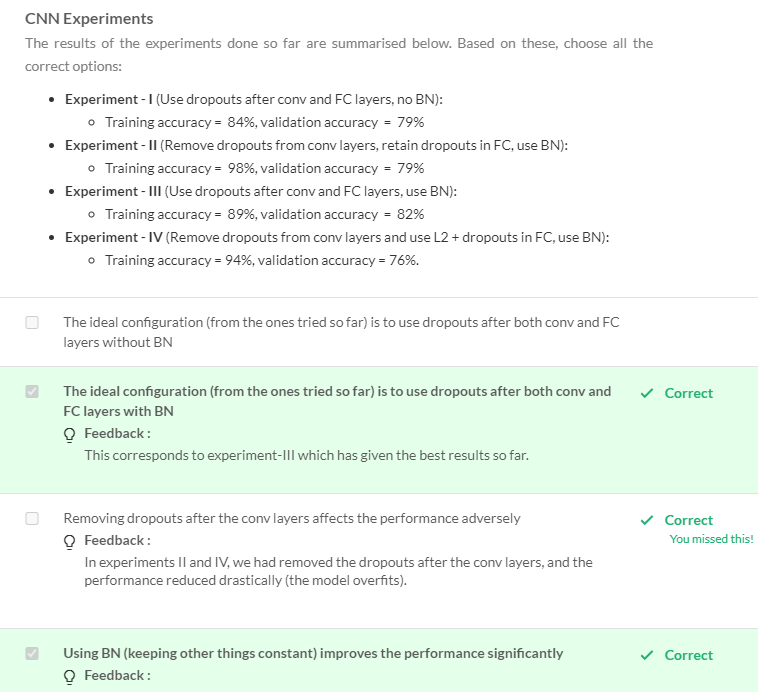 CNN Experiments
The results of the experiments done so far are summarised below. Based on these, choose all the
correct options:
• Experiment - I (Use dropouts after conv and FC layers, no BN):
○ Training accuracy =  84%, validation accuracy  =  79%
• Experiment - II (Remove dropouts from conv layers, retain dropouts in FC, use BN):
○ Training accuracy =  98%, validation accuracy  =  79%
• Experiment - III (Use dropouts after conv and FC layers, use BN):
○ Training accuracy =  89%, validation accuracy  =  82%
• Experiment - IV (Remove dropouts from conv layers and use L2 + dropouts in FC, use BN):
○ Training accuracy = 94%, validation accuracy = 76%.
The ideal configuration (from the ones tried so far) is to use dropouts after both conv and FC
layers without BN
The ideal configuration (from the ones tried so far) is to use dropouts after both conv and
FC layers with BN
Correct
Feedback :
This corresponds to experiment-III which has given the best results so far.
Removing dropouts after the conv layers affects the performance adversely
Correct
You missed this!
Feedback :
In experiments II and IV, we had removed the dropouts after the conv layers, and the
performance reduced drastically (the model overfits).
Using BN (keeping other things constant) improves the performance significantly
Correct
Feedback :